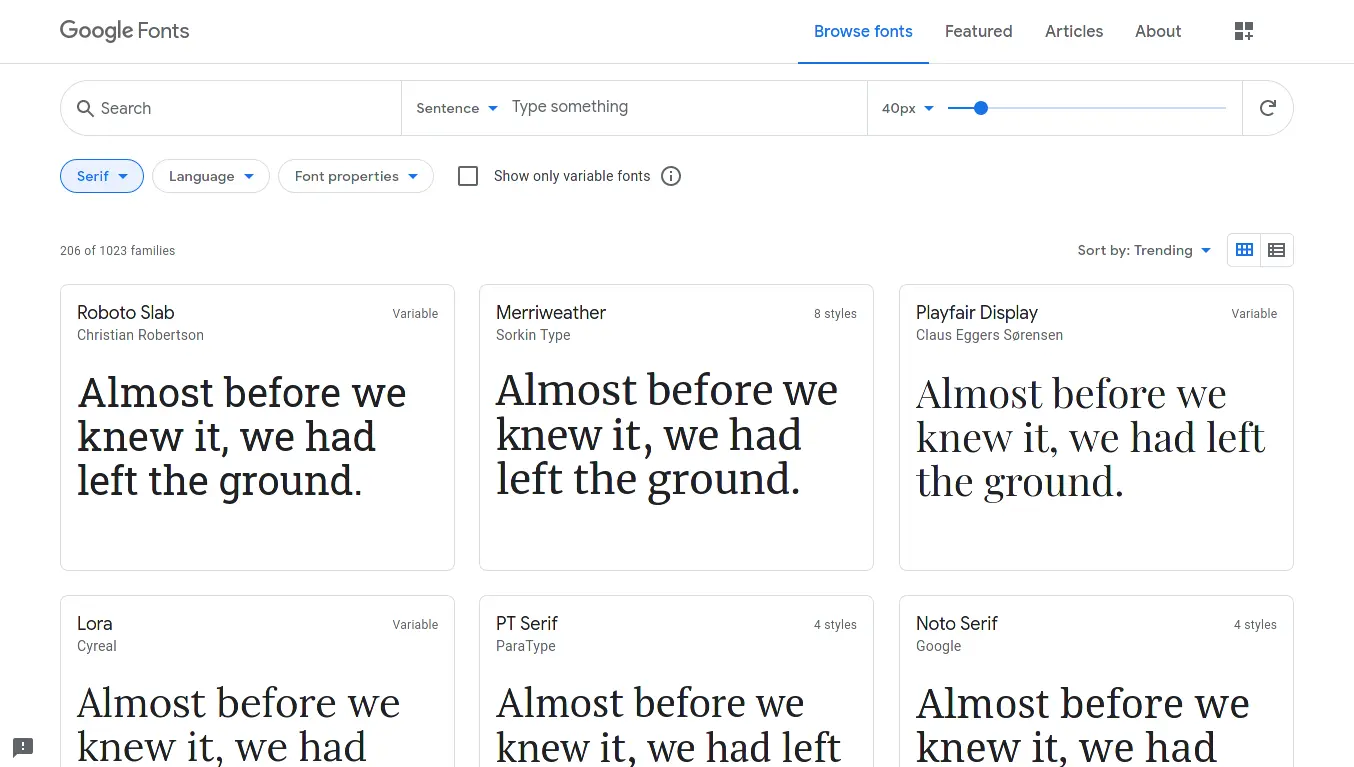 Google Fonts
Browse fonts Featured Articles About
Search Sentence Type something 40px
Serif Language Font properties Show only variable fonts
206 of 1023 families Sort by: Trending
Roboto Slab Variable
Christian Robertson
Almost before we
knew it, we had
left the ground.
Merriweather 8 styles
Sorkin Type
Almost before we
knew it, we had
left the ground.
Playfair Display Variable
Claus Eggers Sørensen
Almost before we
knew it, we had left
the ground.
Lora Variable
Cyreal
Almost before we
knew it, we had
PT Serif 4 styles
ParaType
Almost before we
knew it, we had left
Noto Serif 4 styles
Google
Almost before we
knew it, we had